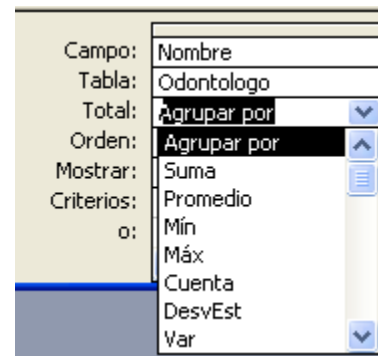 Campo: Nombre
Tabla: Odontologo
Total: Agrupar por
Orden: Agrupar por
Mostrar: Suma
Criterios: Promedio
o: Mín
Máx
Cuenta
DesvEst
Var